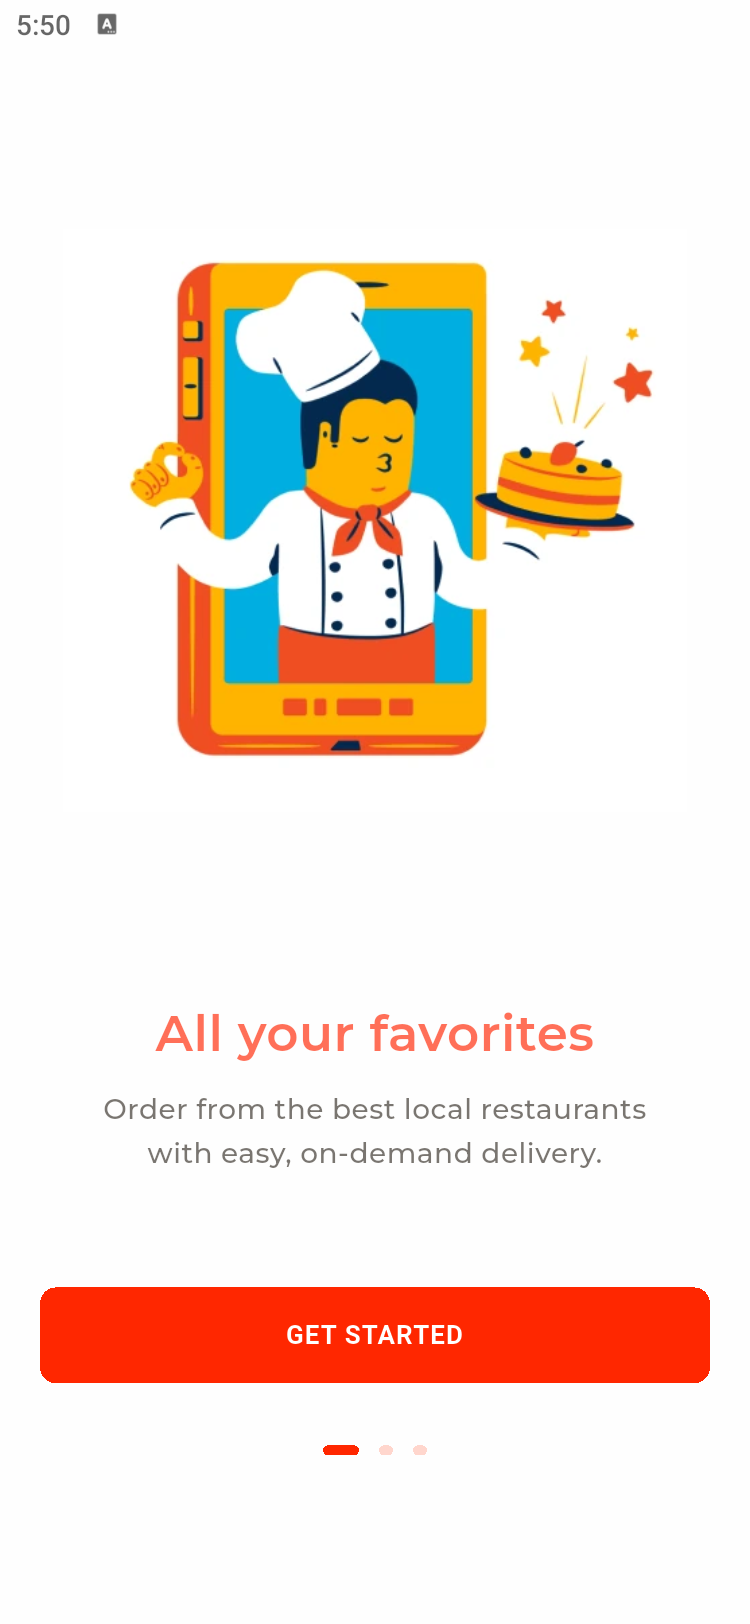 5:50
A
All your favorites
Order from the best local restaurants
with easy, on-demand delivery.
GET STARTED